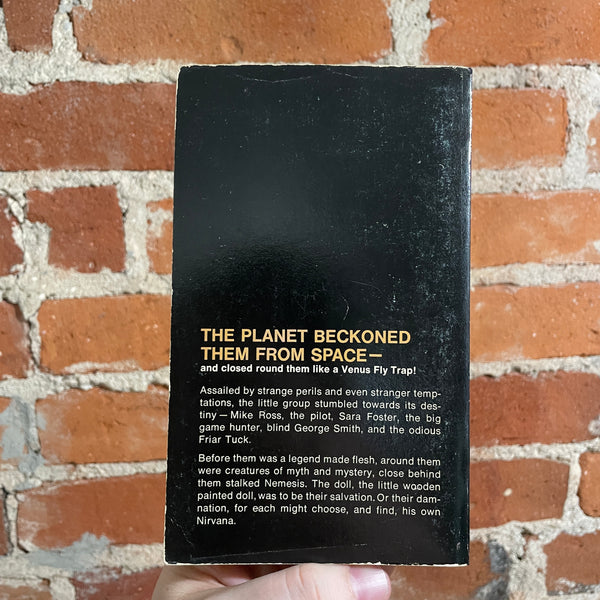 THE PLANET BECKONED
THEM FROM SPACE—
and closed round them like a Venus Fly Trap!
Assailed by strange perils and even stranger temp-
tations, the little group stumbled towards its des-
tiny — Mike Ross, the pilot, Sara Foster, the big
game hunter, blind George Smith, and the odious
Friar Tuck.
Before them was a legend made flesh, around them
were creatures of myth and mystery, close behind
them stalked Nemesis. The doll, the little wooden
painted doll, was to be their salvation. Or their dam-
nation, for each might choose, and find, his own
Nirvana.